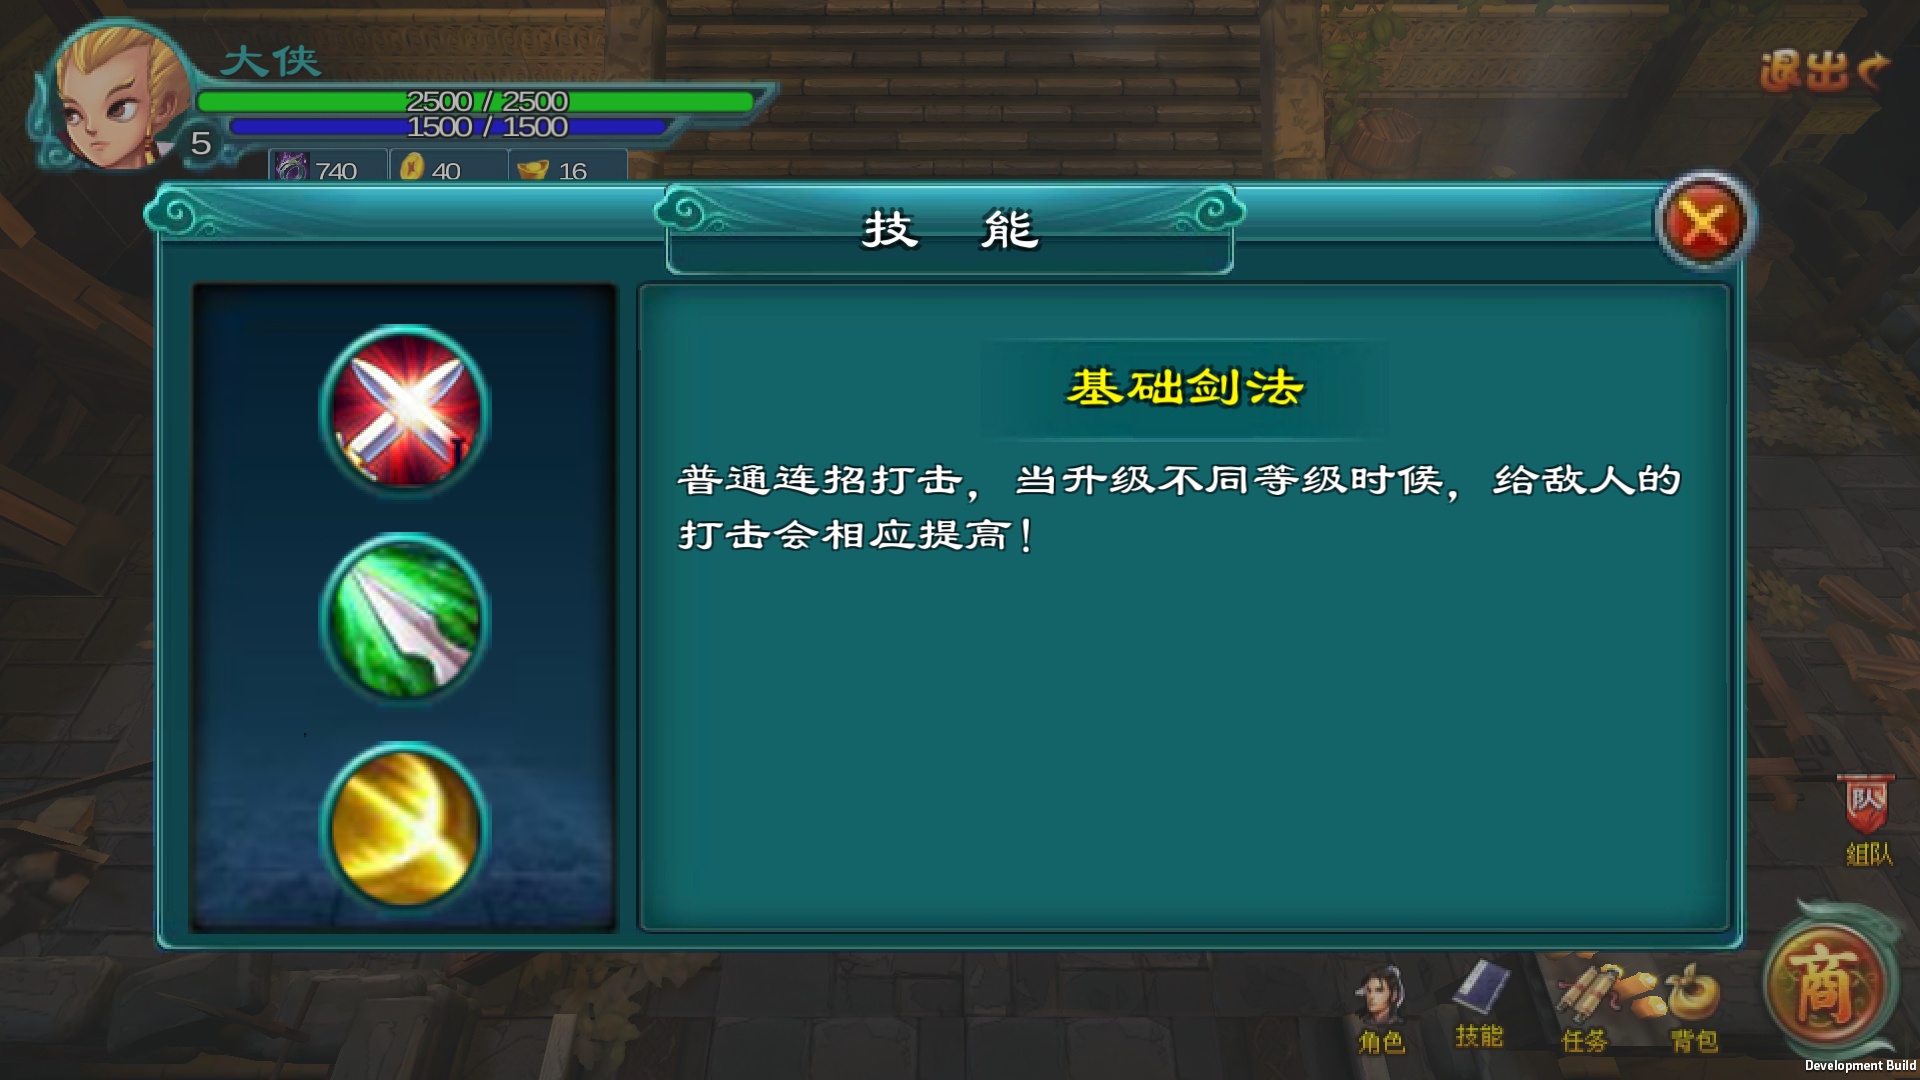 大侠
退出
2500 / 2500
1500 / 1500
5
740
40
16
技 能
基础剑法
普通连招打击，当升级不同等级时候，给敌人的
打击会相应提高！
I
队
组队
商
角色
技能
任务
背包
Development Build